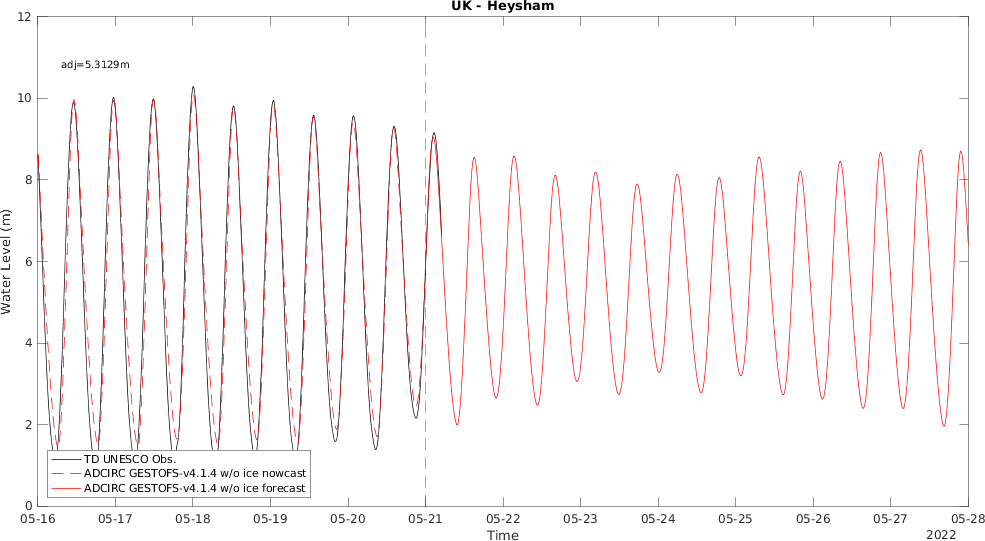 UK - Heysham
12
adj=5.3129m
10
8
6
4
2
0
Water Level (m)
TD UNESCO Obs.
ADCIRC GESTOFS-v4.1.4 w/o ice nowcast
ADCIRC GESTOFS-v4.1.4 w/o ice forecast
05-16 05-17 05-18 05-19 05-20 05-21 05-22 05-23 05-24 05-25 05-26 05-27 05-28
Time
2022